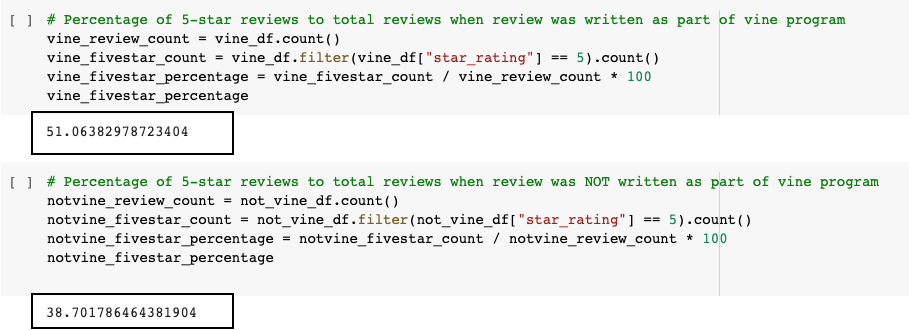 [ ] # Percentage of 5-star reviews to total reviews when review was written as part of vine program
vine_review_count = vine_df.count()
vine_fivestar_count = vine_df.filter(vine_df["star_rating"] == 5).count()
vine_fivestar_percentage = vine_fivestar_count / vine_review_count * 100
vine_fivestar_percentage
51.06382978723404
[ ] # Percentage of 5-star reviews to total reviews when review was NOT written as part of vine program
notvine_review_count = not_vine_df.count()
notvine_fivestar_count = not_vine_df.filter(not_vine_df["star_rating"] == 5).count()
notvine_fivestar_percentage = notvine_fivestar_count / notvine_review_count * 100
notvine_fivestar_percentage
38.701786464381904